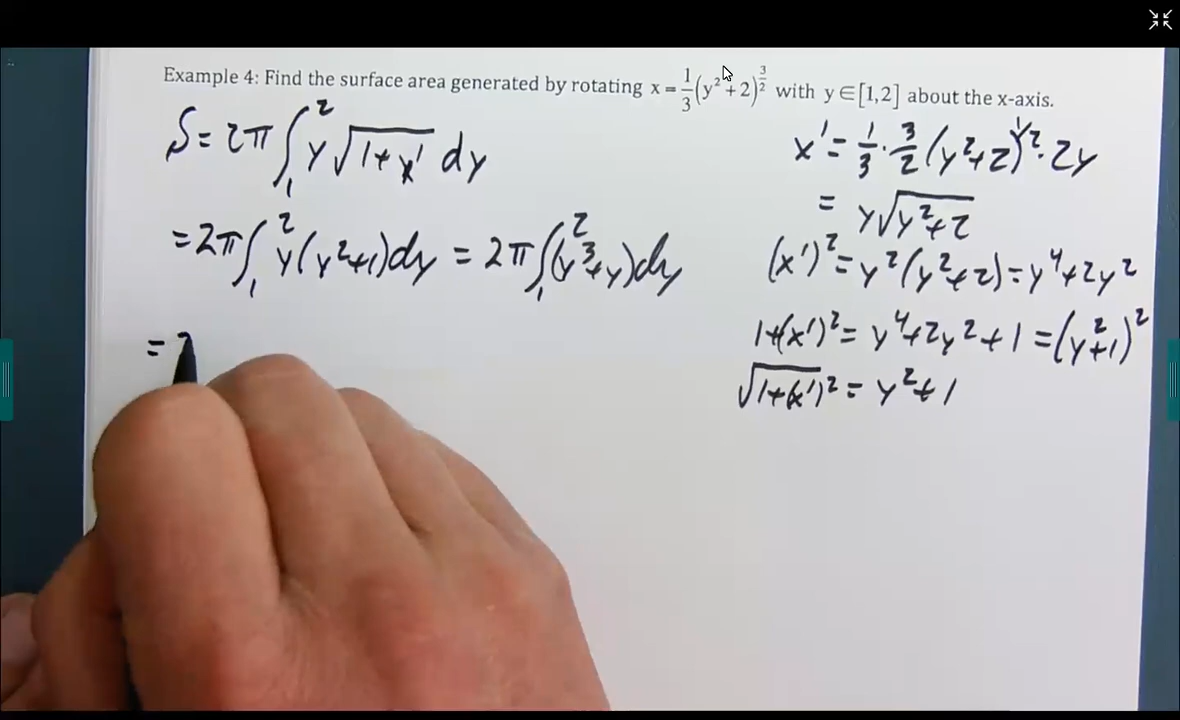 Example 4: Find the surface area generated by rotating x = 1/3 (y² + 2)^(3/2) with y ∈ [1,2] about the x-axis.
S = 2π ∫₁² y √(1+x') dy
= 2π ∫₁² y(y²+1)dy = 2π ∫₁² (y³+y)dy
= 2
x' = 1/3 · 3/2 (y²+2)^(1/2) · 2y
= y√(y²+2)
(x')² = y²(y²+2) = y⁴+2y²
1+(x')² = y⁴+2y²+1 = (y²+1)²
√(1+(x')²) = y²+1